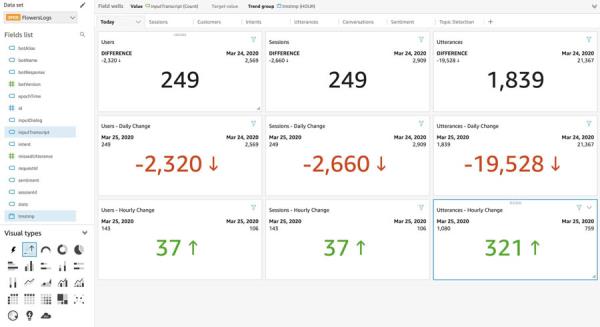 Data set
SPICE FlowersLogs
Fields list
botAlias
botName
botResponse
botVersion
epochTime
id
inputDialog
inputTranscript
intent
missedUtterance
requestId
sentiment
sessionId
slots
tmstmp
Visual types
Field wells Value inputTranscript (Count) Target value Trend group tmstmp (HOUR)
Today Sessions Customers Intents Utterances Conversations Sentiment Topic Detection +
Users
DIFFERENCE Mar 24, 2020
-2,320 ↓ 2,569
249
Sessions
DIFFERENCE Mar 24, 2020
-2,660 ↓ 2,909
249
Utterances
DIFFERENCE Mar 24, 2020
-19,528 ↓ 21,367
1,839
Users - Daily Change
Mar 25, 2020 Mar 24, 2020
249 2,569
-2,320 ↓
Sessions - Daily Change
Mar 25, 2020 Mar 24, 2020
249 2,909
-2,660 ↓
Utterances - Daily Change
Mar 25, 2020 Mar 24, 2020
1,839 21,367
-19,528 ↓
Users - Hourly Change
Mar 25, 2020 Mar 25, 2020
143 106
37 ↑
Sessions - Hourly Change
Mar 25, 2020 Mar 25, 2020
143 106
37 ↑
Utterances - Hourly Change
Mar 25, 2020 Mar 25, 2020
1,080 759
321 ↑